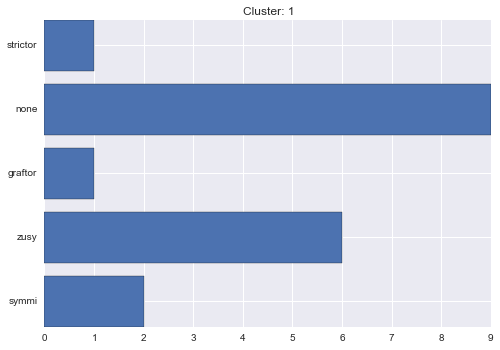 Cluster: 1
strictor
none
graftor
zusy
symmi
0 1 2 3 4 5 6 7 8 9